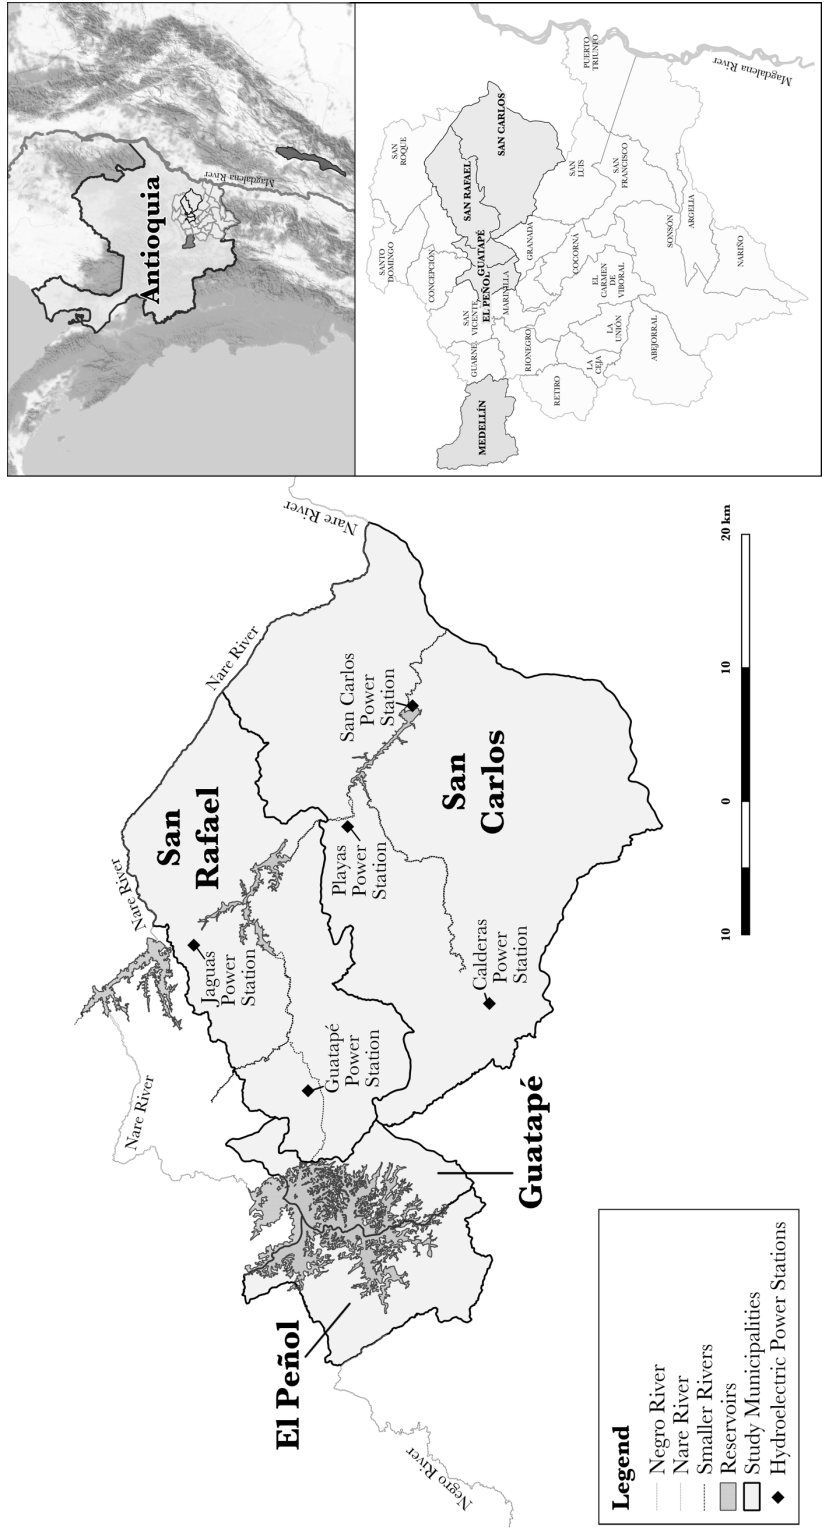 El Peñol
Guatapé
San
Rafael
San
Carlos
Negro River
Nare River
Nare River
Nare River
Nare River
Guatapé
Power
Station
Jaguas
Power
Station
Playas
Power
Station
Calderas
Power
Station
San Carlos
Power
Station
Legend
Negro River
Nare River
Smaller Rivers
Reservoirs
Study Municipalities
Hydroelectric Power Stations
10
0
10
20 km
Antioquia
Magdalena River
MEDELLÍN
GUARNE
SAN
VICENTE
EL PEÑOL
GUATAPÉ
SAN RAFAEL
SAN CARLOS
SANTO
DOMINGO
CONCEPCIÓN
SAN
ROQUE
MARINILLA
RIONEGRO
GRANADA
RETIRO
LA
CEJA
LA
UNIÓN
EL
CARMEN
DE
VIBORAL
COCORNÁ
SAN
LUIS
SAN
FRANCISCO
PUERTO
TRIUNFO
ABEJORRAL
SONSÓN
ARGELIA
NARIÑO
Magdalena
River